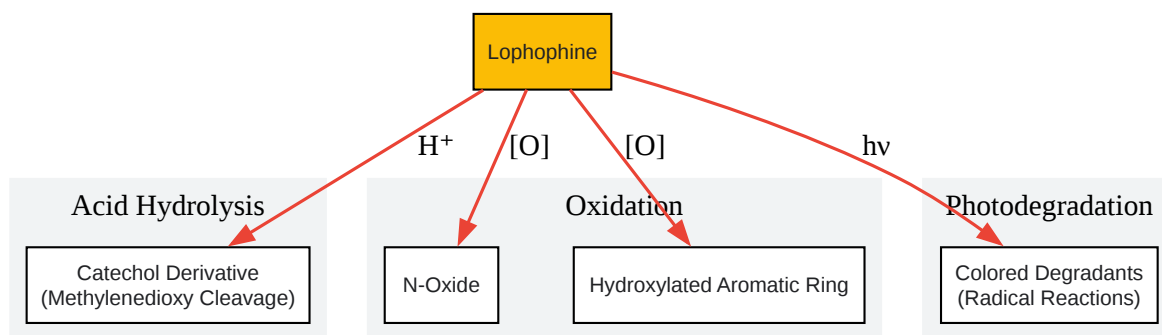 Lophophine
H⁺
[O]
[O]
hν
Acid Hydrolysis
Oxidation
Photodegradation
Catechol Derivative
(Methylenedioxy Cleavage)
N-Oxide
Hydroxylated Aromatic Ring
Colored Degradants
(Radical Reactions)